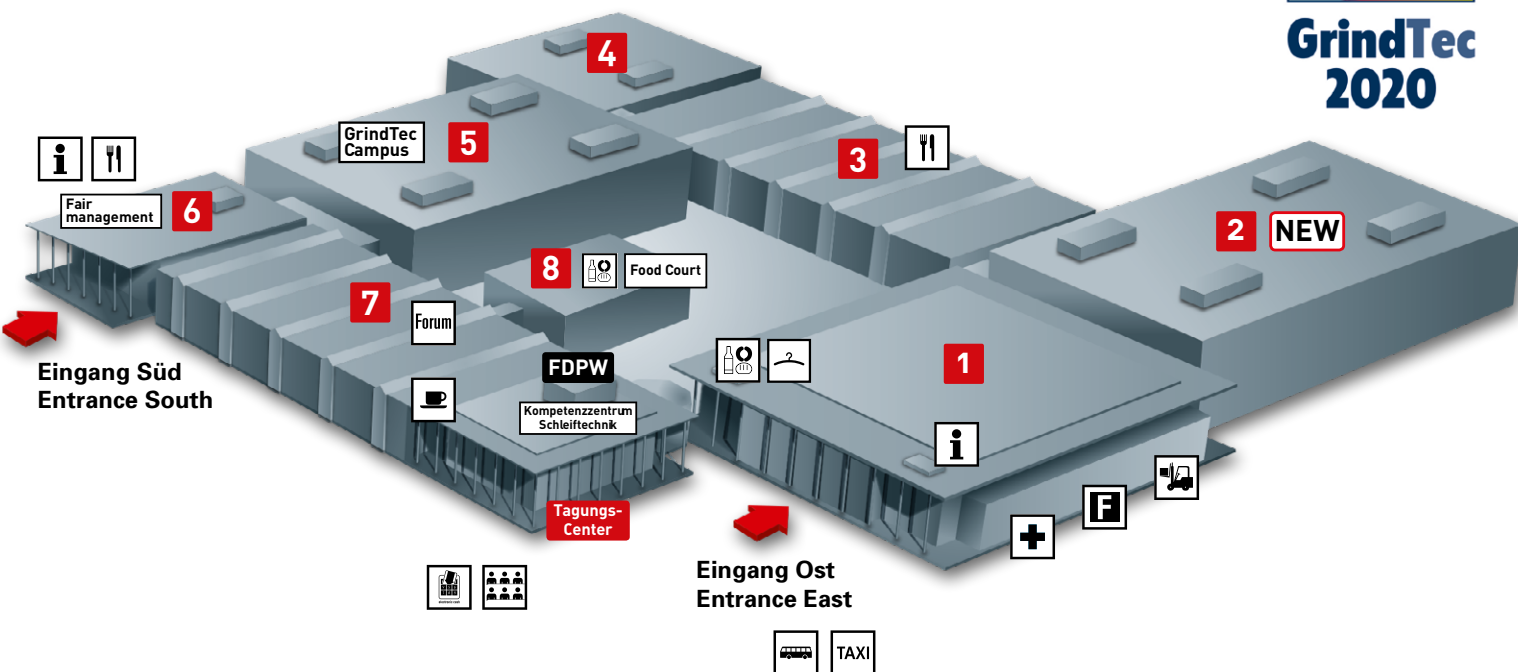 GrindTec
2020
4
GrindTec
Campus
5
3
Fair
management
6
2
NEW
8
Food Court
7
Forum
1
Eingang Süd
Entrance South
FDPW
Kompetenzzentrum
Schleiftechnik
Tagungs-
Center
F
Eingang Ost
Entrance East
TAXI